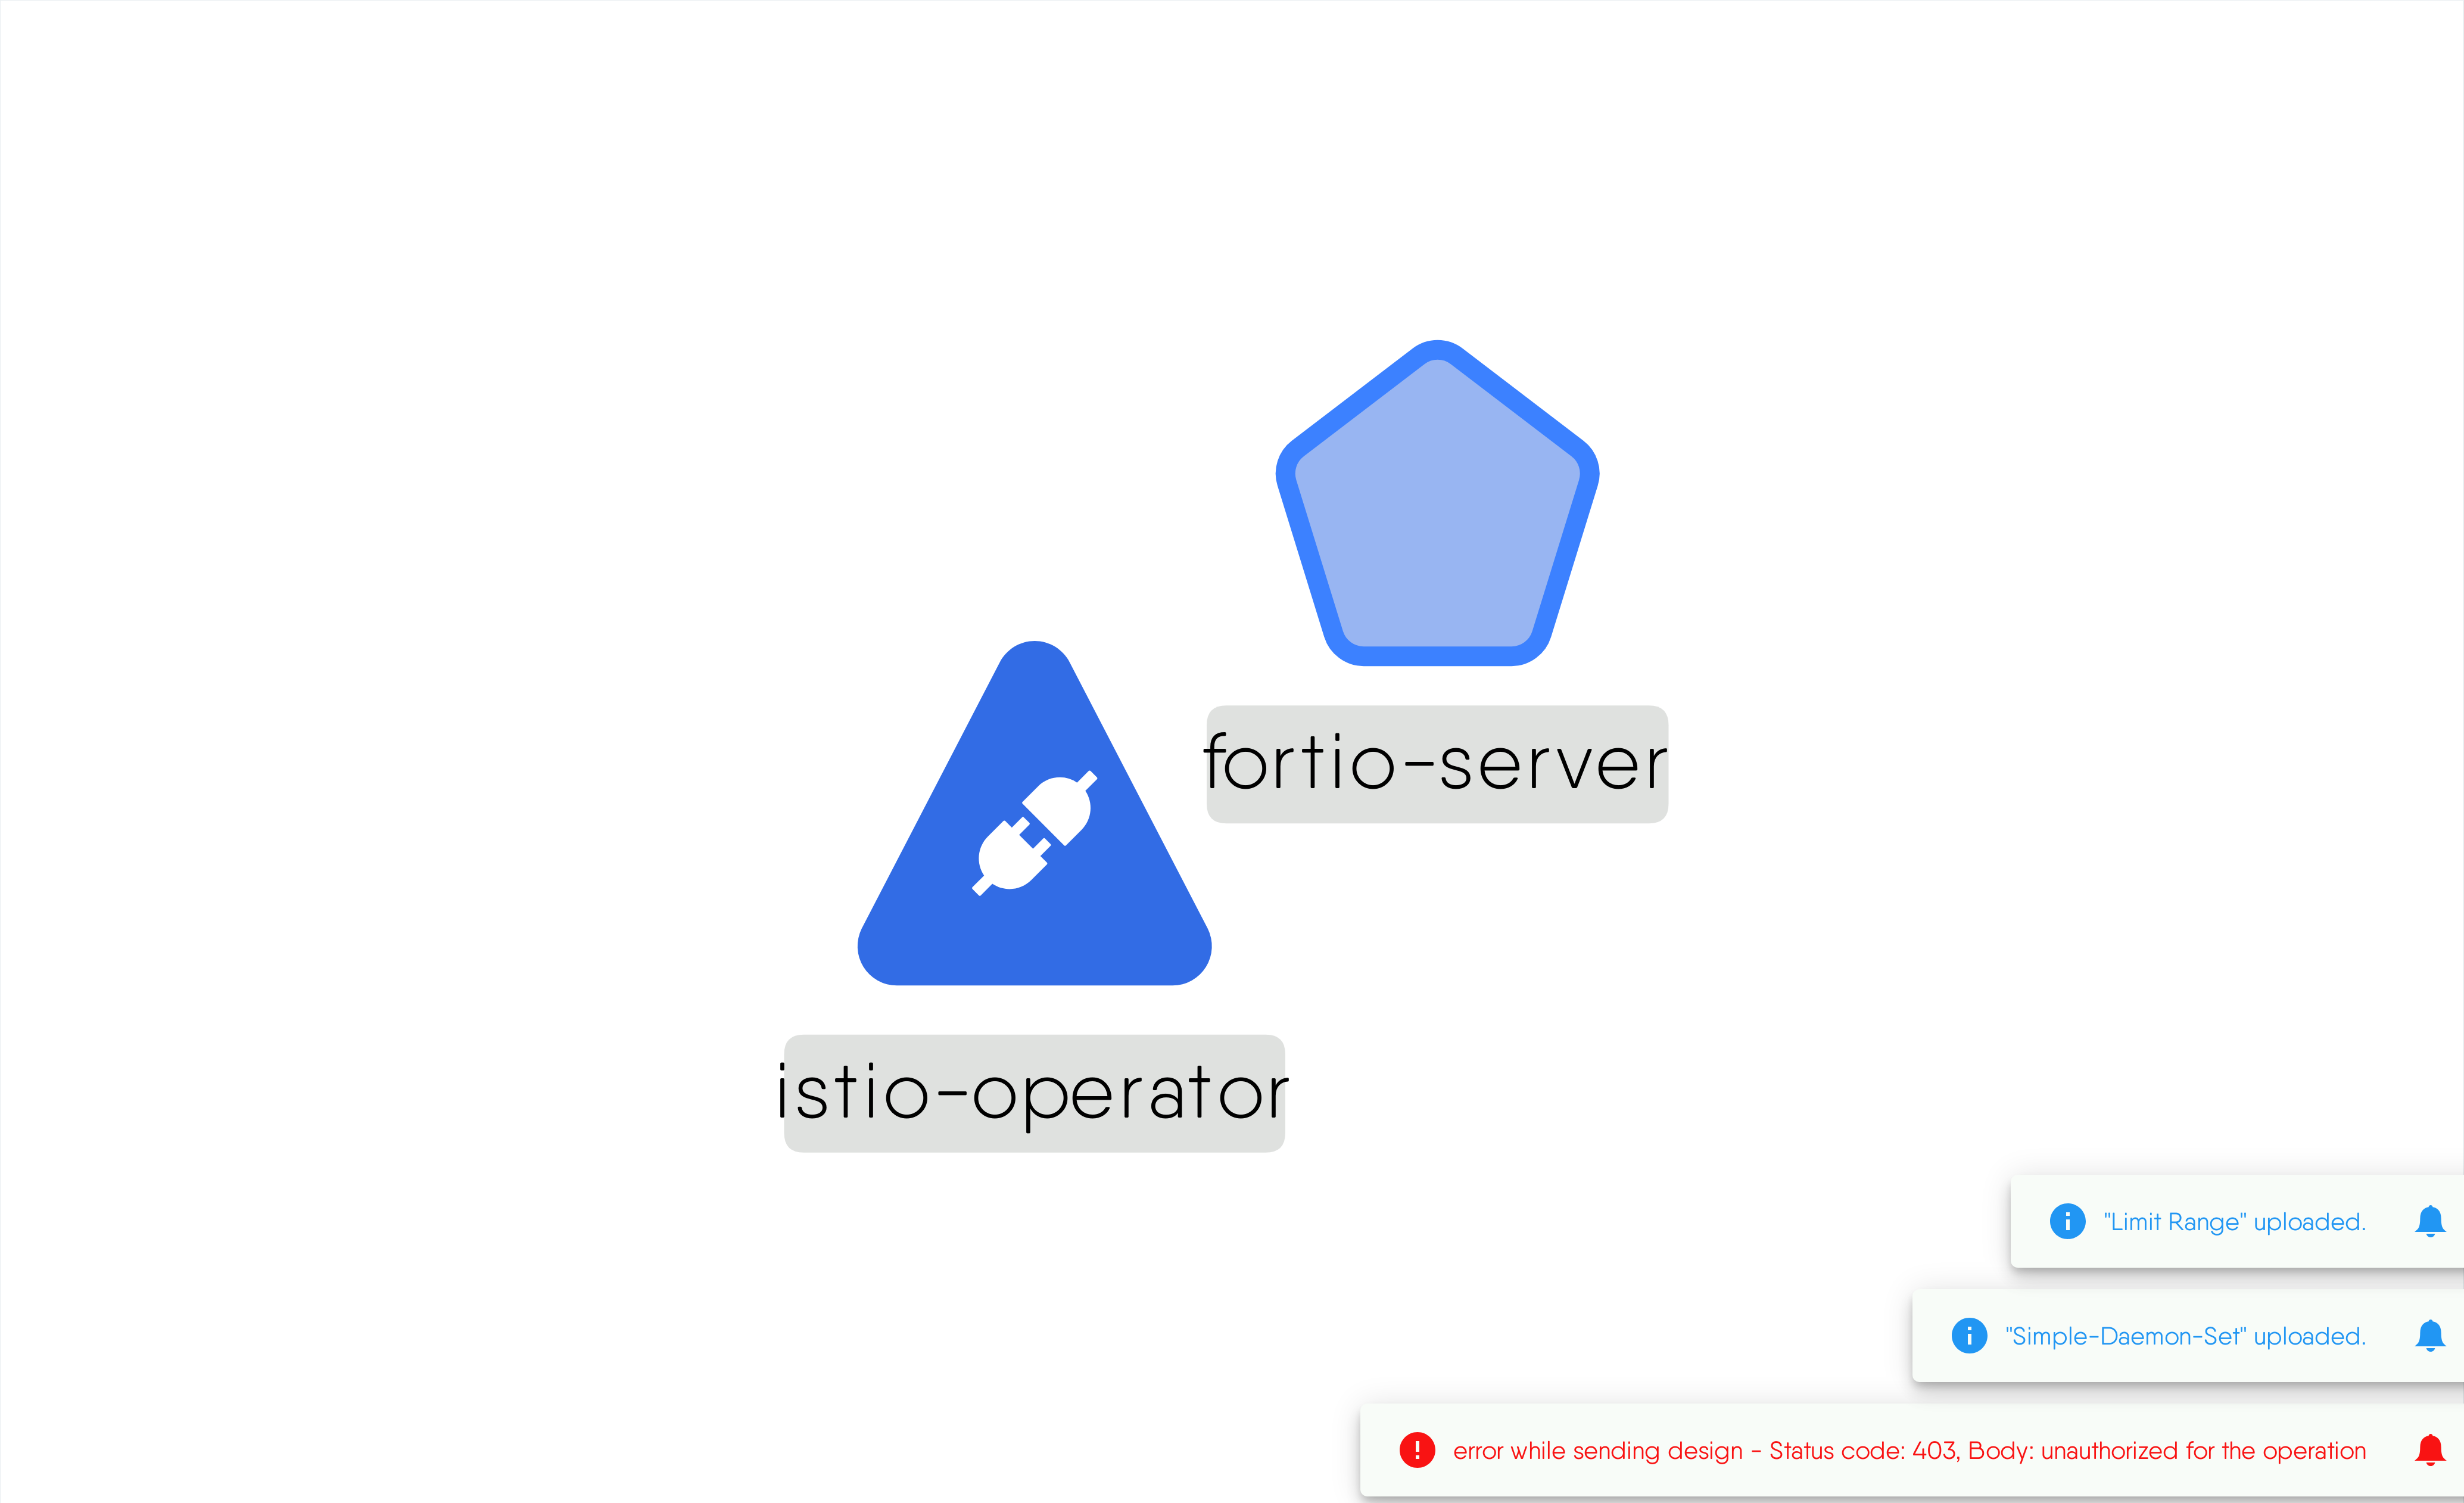 fortio-server
istio-operator
"Limit Range" uploaded.
"Simple-Daemon-Set" uploaded.
error while sending design - Status code: 403, Body: unauthorized for the operation